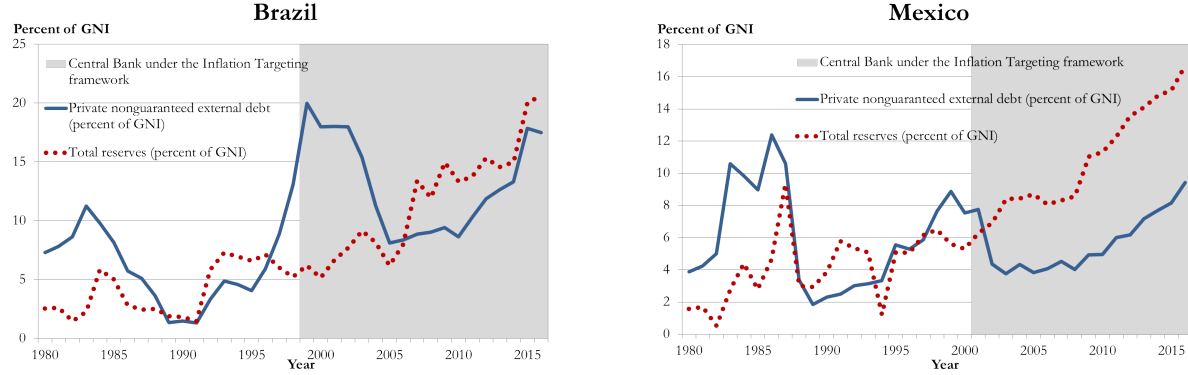 Brazil
Percent of GNI
25
20
15
10
5
0
Central Bank under the Inflation Targeting
framework
Private nonguaranteed external debt
(percent of GNI)
Total reserves (percent of GNI)
1980 1985 1990 1995 2000 2005 2010 2015
Year
Mexico
Percent of GNI
18
16
14
12
10
8
6
4
2
0
Central Bank under the Inflation Targeting framework
Private nonguaranteed external debt (percent of GNI)
Total reserves (percent of GNI)
1980 1985 1990 1995 2000 2005 2010 2015
Year